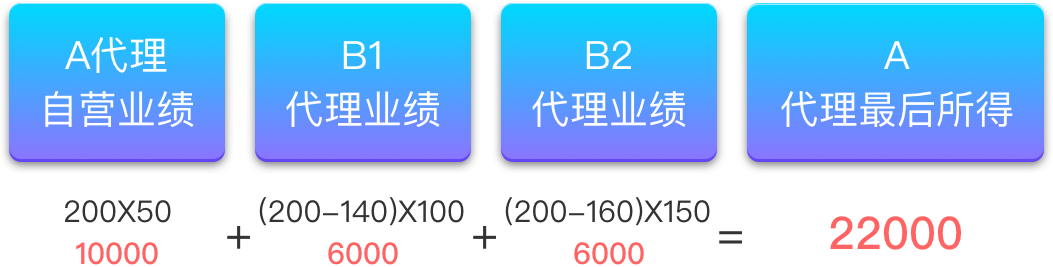 A代理
自营业绩
B1
代理业绩
B2
代理业绩
A
代理最后所得
200X50
10000
+
(200-140)X100
6000
+
(200-160)X150
6000
=
22000